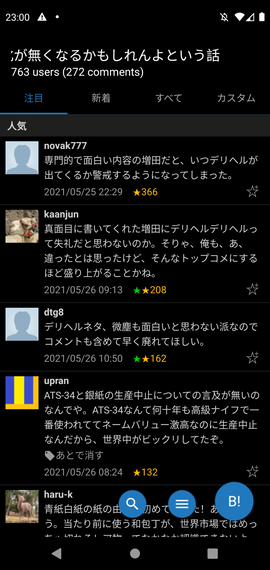 23:00
が無くなるかもしれんよという話
763 users (272 comments)
注目 新着 すべて カスタム
人気
novak777
専門的で面白い内容の増田だと、いつデリヘルが
出てくるか警戒するようになってしまった。
2021/05/25 22:29 ★366
kaanjun
真面目に書いてくれた増田にデリヘルデリヘルっ
て失礼だと思わないのか。そりゃ、俺も、あ、
違ったとは思ったけど、そんなトップコメにする
ほど盛り上がることかね。
2021/05/26 09:13 ★★208
dtg8
デリヘルネタ、微塵も面白いと思わない派なので
コメントも含めて早く廃れてほしい。
2021/05/26 10:50 ★★162
upran
ATS-34と銀紙の生産中止についての言及が無いの
なんでや。ATS-34なんて何十年も高級ナイフで一
番使われててネームバリュー激高なのに生産中止
なんだから、世界中がビックリしてたぞ。
あとで消す
2021/05/26 08:24 ★132
haru-k
青紙白紙の紙の由 初めて た！あ
う。当たり前に使う和包丁が、世界市場ではめっ
B!